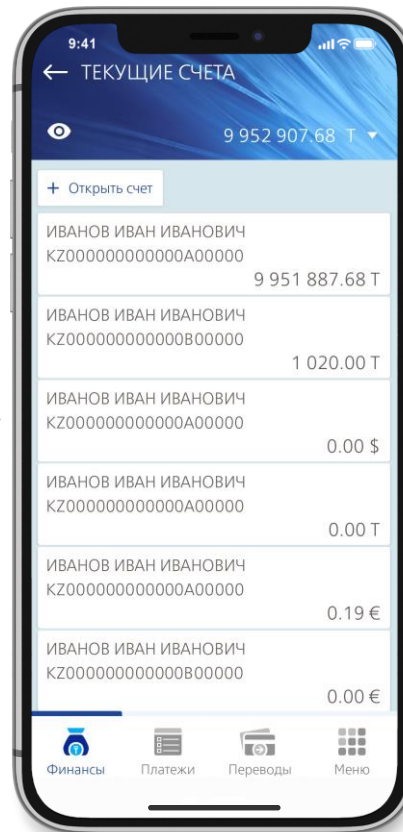 9:41
← ТЕКУЩИЕ СЧЕТА
9 952 907.68 Т
+ Открыть счет
ИВАНОВ ИВАН ИВАНОВИЧ
KZ000000000000A00000
9 951 887.68 Т
ИВАНОВ ИВАН ИВАНОВИЧ
KZ000000000000B00000
1 020.00 Т
ИВАНОВ ИВАН ИВАНОВИЧ
KZ000000000000A00000
0.00 $
ИВАНОВ ИВАН ИВАНОВИЧ
KZ000000000000A00000
0.00 Т
ИВАНОВ ИВАН ИВАНОВИЧ
KZ000000000000A00000
0.19 €
ИВАНОВ ИВАН ИВАНОВИЧ
KZ000000000000B00000
0.00 €
Финансы Платежи Переводы Меню